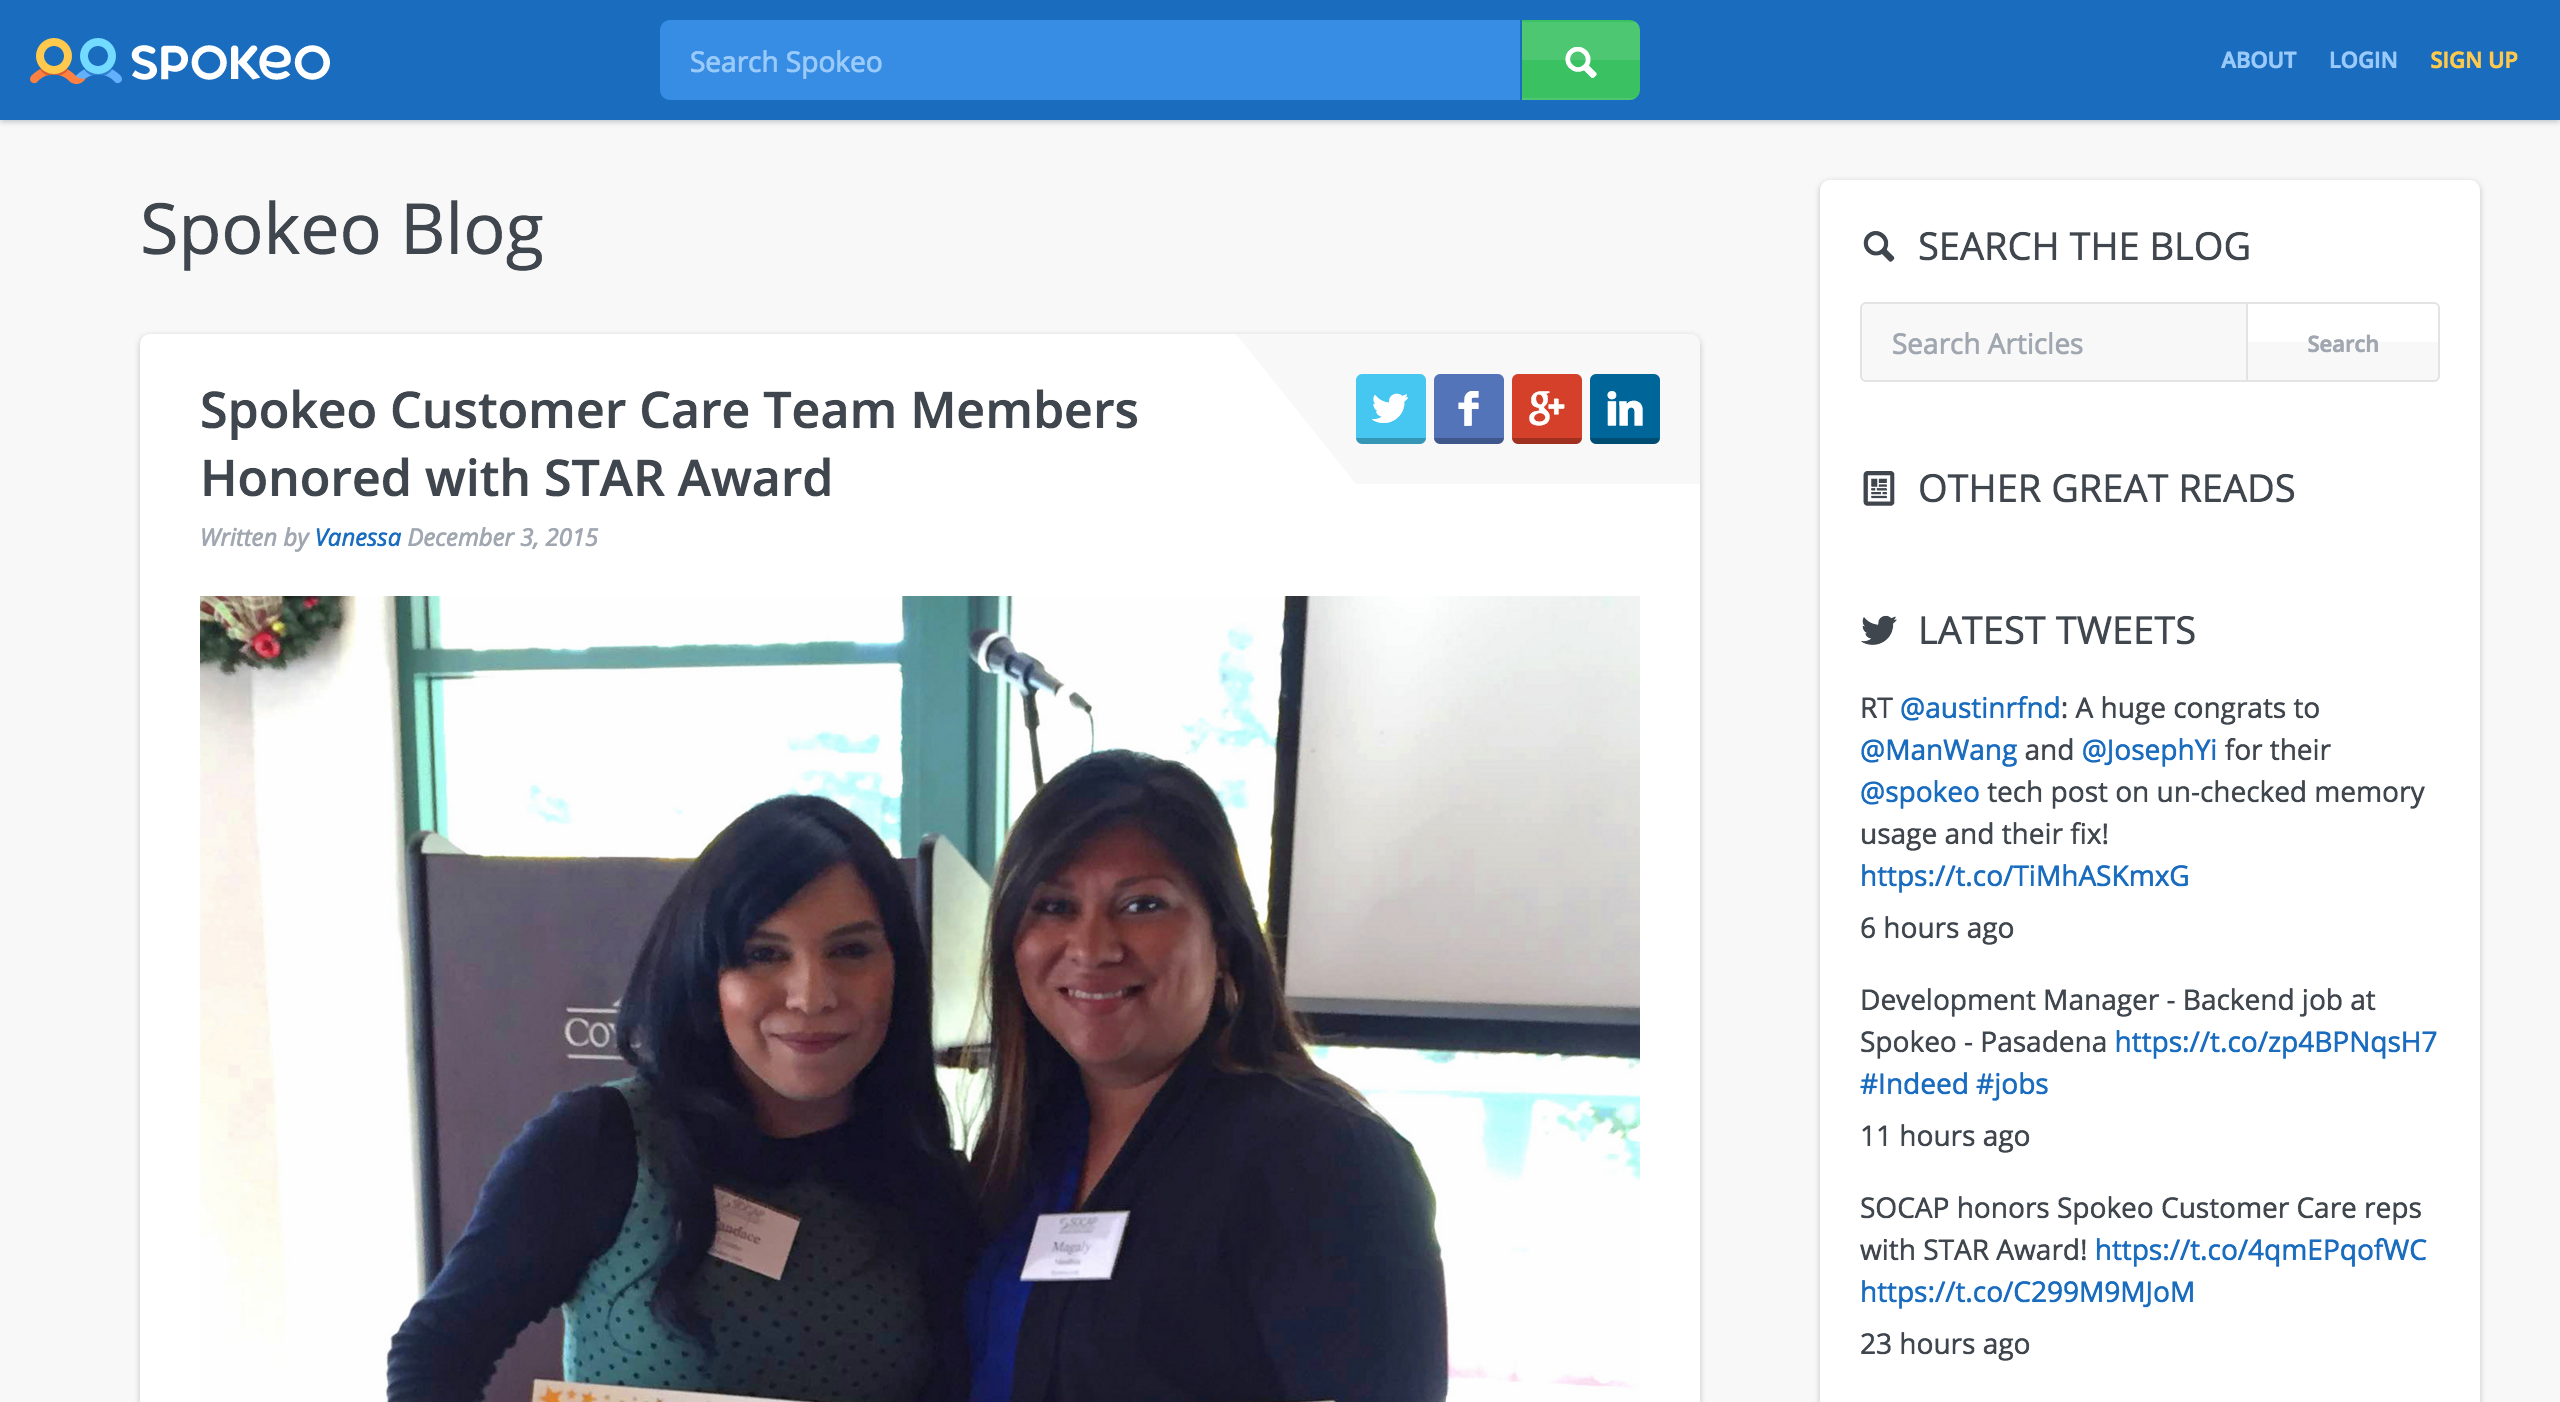 SPOKEO
Search Spokeo
ABOUT LOGIN SIGN UP
Spokeo Blog
Spokeo Customer Care Team Members
Honored with STAR Award
Written by Vanessa December 3, 2015
SOCAP
SOCAP
Magaly
SEARCH THE BLOG
Search Articles
Search
OTHER GREAT READS
LATEST TWEETS
RT @austinrfnd: A huge congrats to
@ManWang and @JosephYi for their
@spokeo tech post on un-checked memory
usage and their fix!
https://t.co/TiMhASKmxG
6 hours ago
Development Manager - Backend job at
Spokeo - Pasadena https://t.co/zp4BPNqsH7
#Indeed #jobs
11 hours ago
SOCAP honors Spokeo Customer Care reps
with STAR Award! https://t.co/4qmEPqofWC
https://t.co/C299M9MJoM
23 hours ago